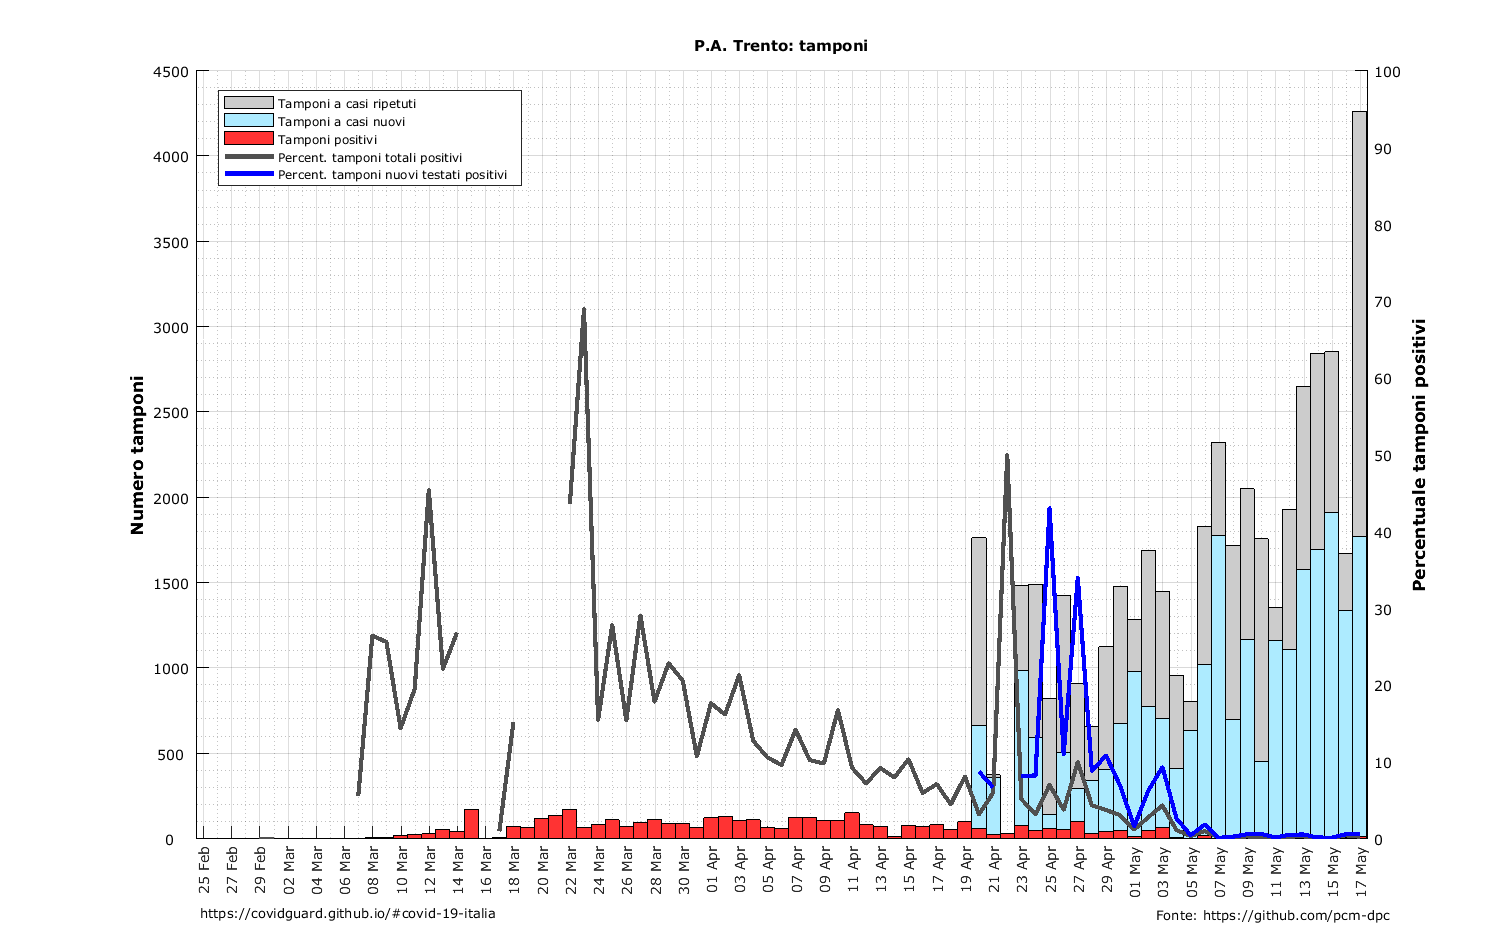 P.A. Trento: tamponi
Tamponi a casi ripetuti
Tamponi a casi nuovi
Tamponi positivi
Percent. tamponi totali positivi
Percent. tamponi nuovi testati positivi
Numero tamponi
4500
4000
3500
3000
2500
2000
1500
1000
500
0
Percentuale tamponi positivi
100
90
80
70
60
50
40
30
20
10
0
25 Feb
27 Feb
29 Feb
02 Mar
04 Mar
06 Mar
08 Mar
10 Mar
12 Mar
14 Mar
16 Mar
18 Mar
20 Mar
22 Mar
24 Mar
26 Mar
28 Mar
30 Mar
01 Apr
03 Apr
05 Apr
07 Apr
09 Apr
11 Apr
13 Apr
15 Apr
17 Apr
19 Apr
21 Apr
23 Apr
25 Apr
27 Apr
29 Apr
01 May
03 May
05 May
07 May
09 May
11 May
13 May
15 May
17 May
https://covidguard.github.io/#covid-19-italia
Fonte: https://github.com/pcm-dpc